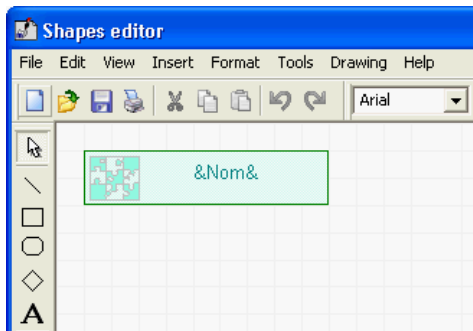 Shapes editor
File Edit View Insert Format Tools Drawing Help
Arial
&Nom&
A